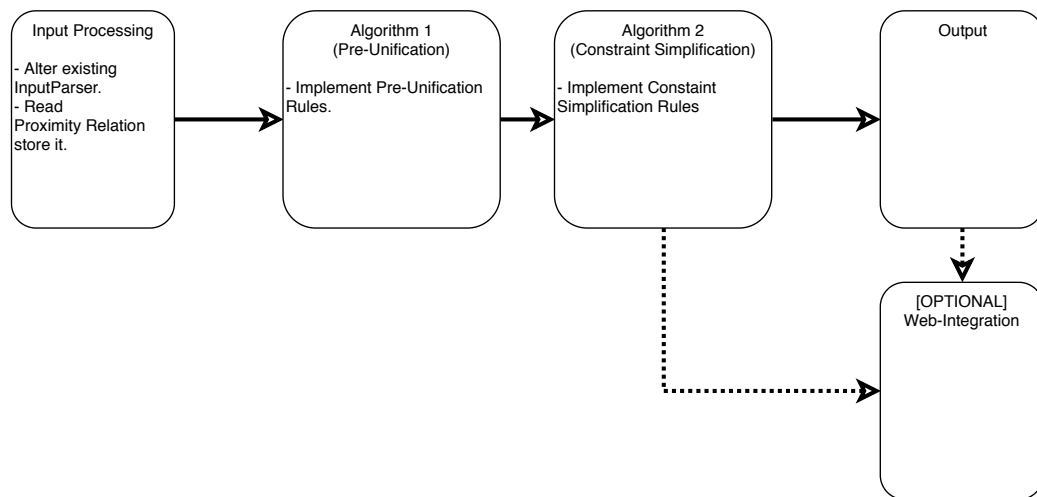 Input Processing
- Alter existing
InputParser.
- Read
Proximity Relation
store it.
Algorithm 1
(Pre-Unification)
- Implement Pre-Unification
Rules.
Algorithm 2
(Constraint Simplification)
- Implement Constaint
Simplification Rules
Output
[OPTIONAL]
Web-Integration